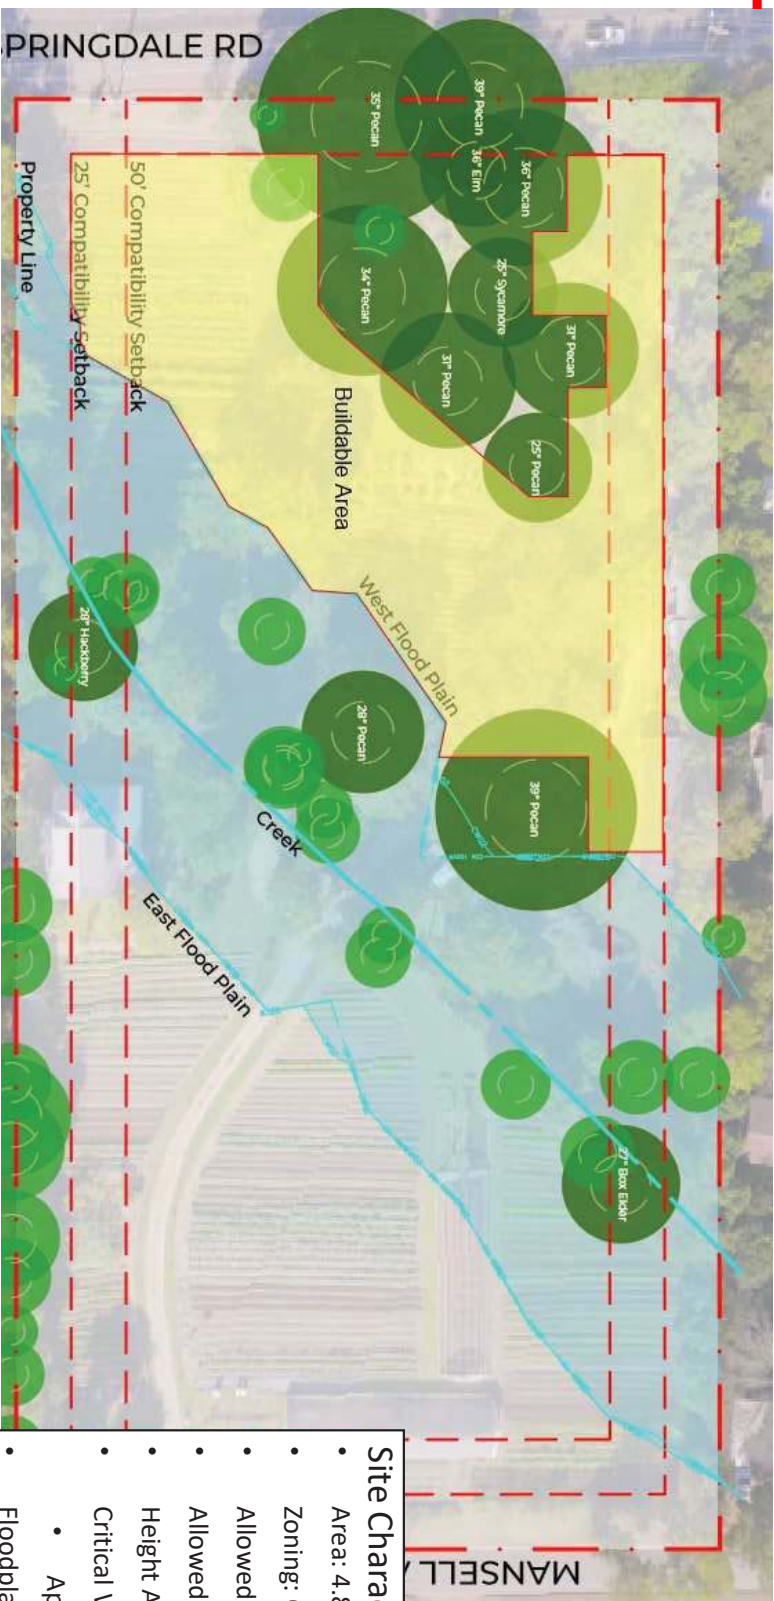 SPRINGDALE RD
35" Pecan
39" Pecan
36" Elm
36" Pecan
34" Pecan
25" Sycamore
31" Pecan
31" Pecan
25" Pecan
Property Line
25' Compatibility Setback
50' Compatibility Setback
Buildable Area
West Flood Plain
28" Hackberry
28" Pecan
39" Pecan
Creek
East Flood Plain
27" Box Elder
MANSELL
Site Charac
• Area: 4.8
• Zoning:
• Allowed
• Allowed
• Height A
• Critical
• Ap
• Floodpla